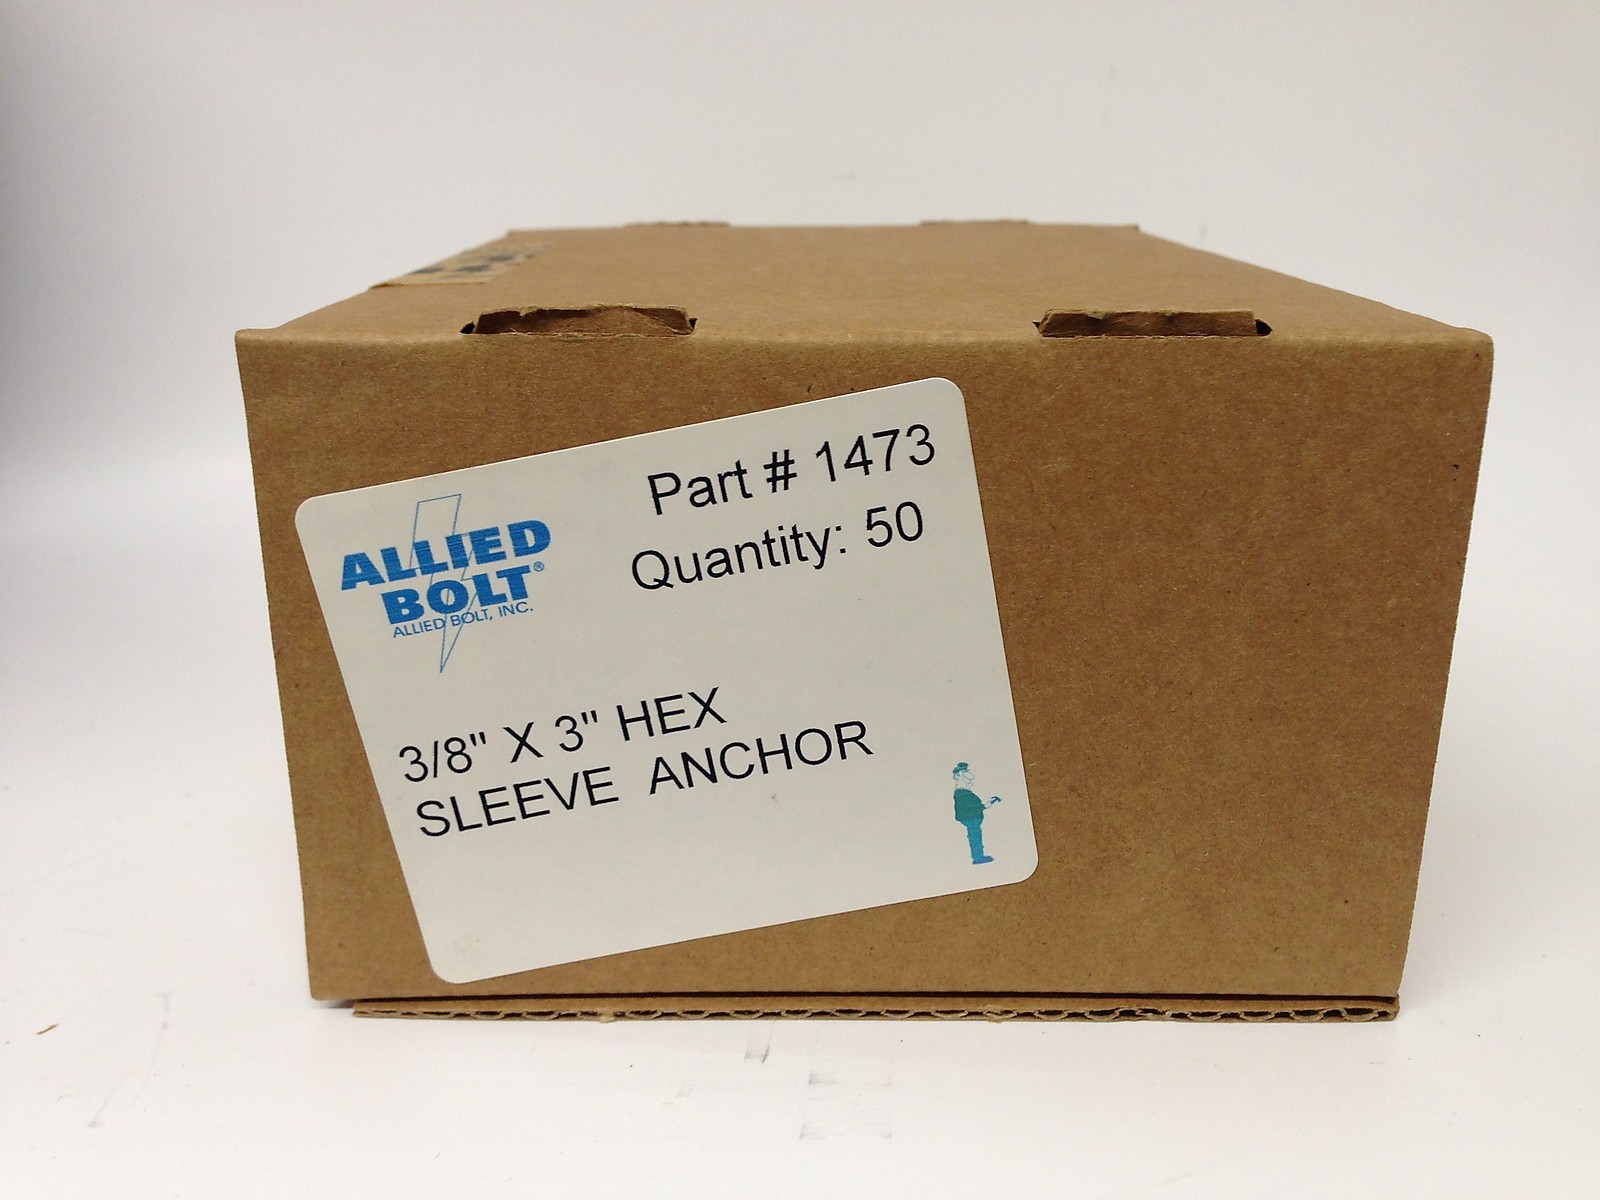 Part # 1473
Quantity: 50
ALLIED
BOLT®
ALLIED BOLT, INC.
3/8" X 3" HEX
SLEEVE ANCHOR